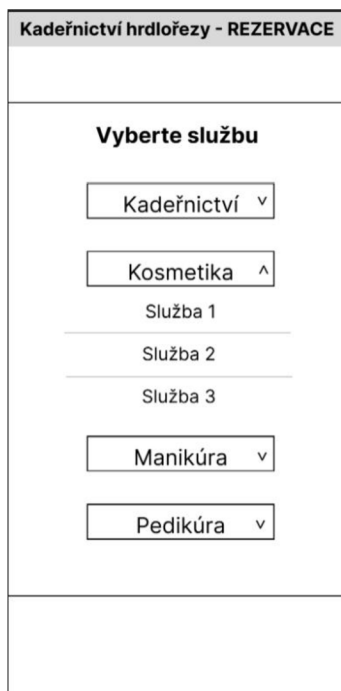 Kadeřnictví hrdlořezy - REZERVACE
Vyberte službu
Kadeřnictví ˅
Kosmetika ˄
Služba 1
Služba 2
Služba 3
Manikúra ˅
Pedikúra ˅